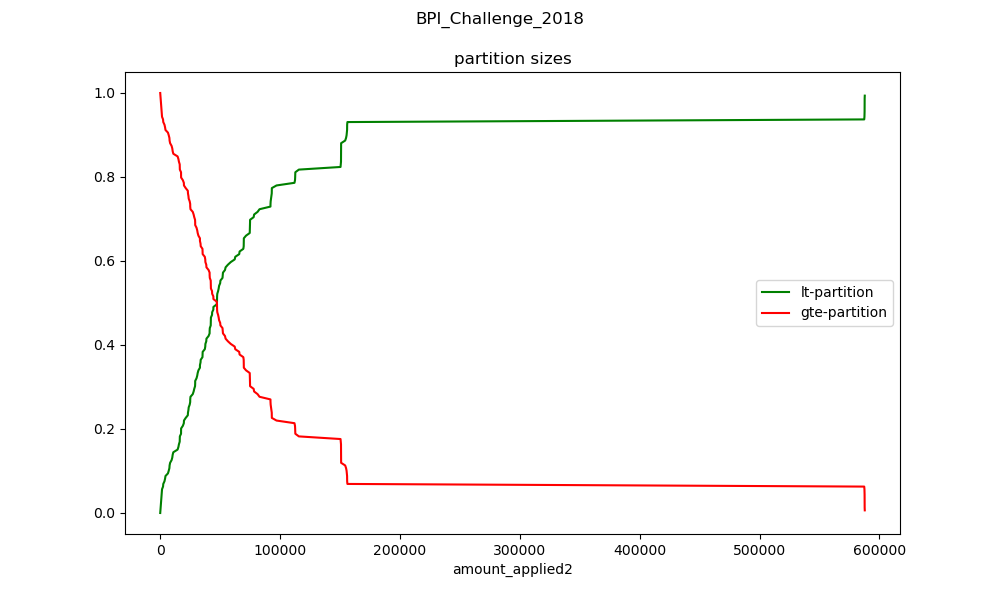 BPI_Challenge_2018
partition sizes
1.0
0.8
0.6
0.4
0.2
0.0
lt-partition
gte-partition
0
100000
200000
300000
400000
500000
600000
amount_applied2